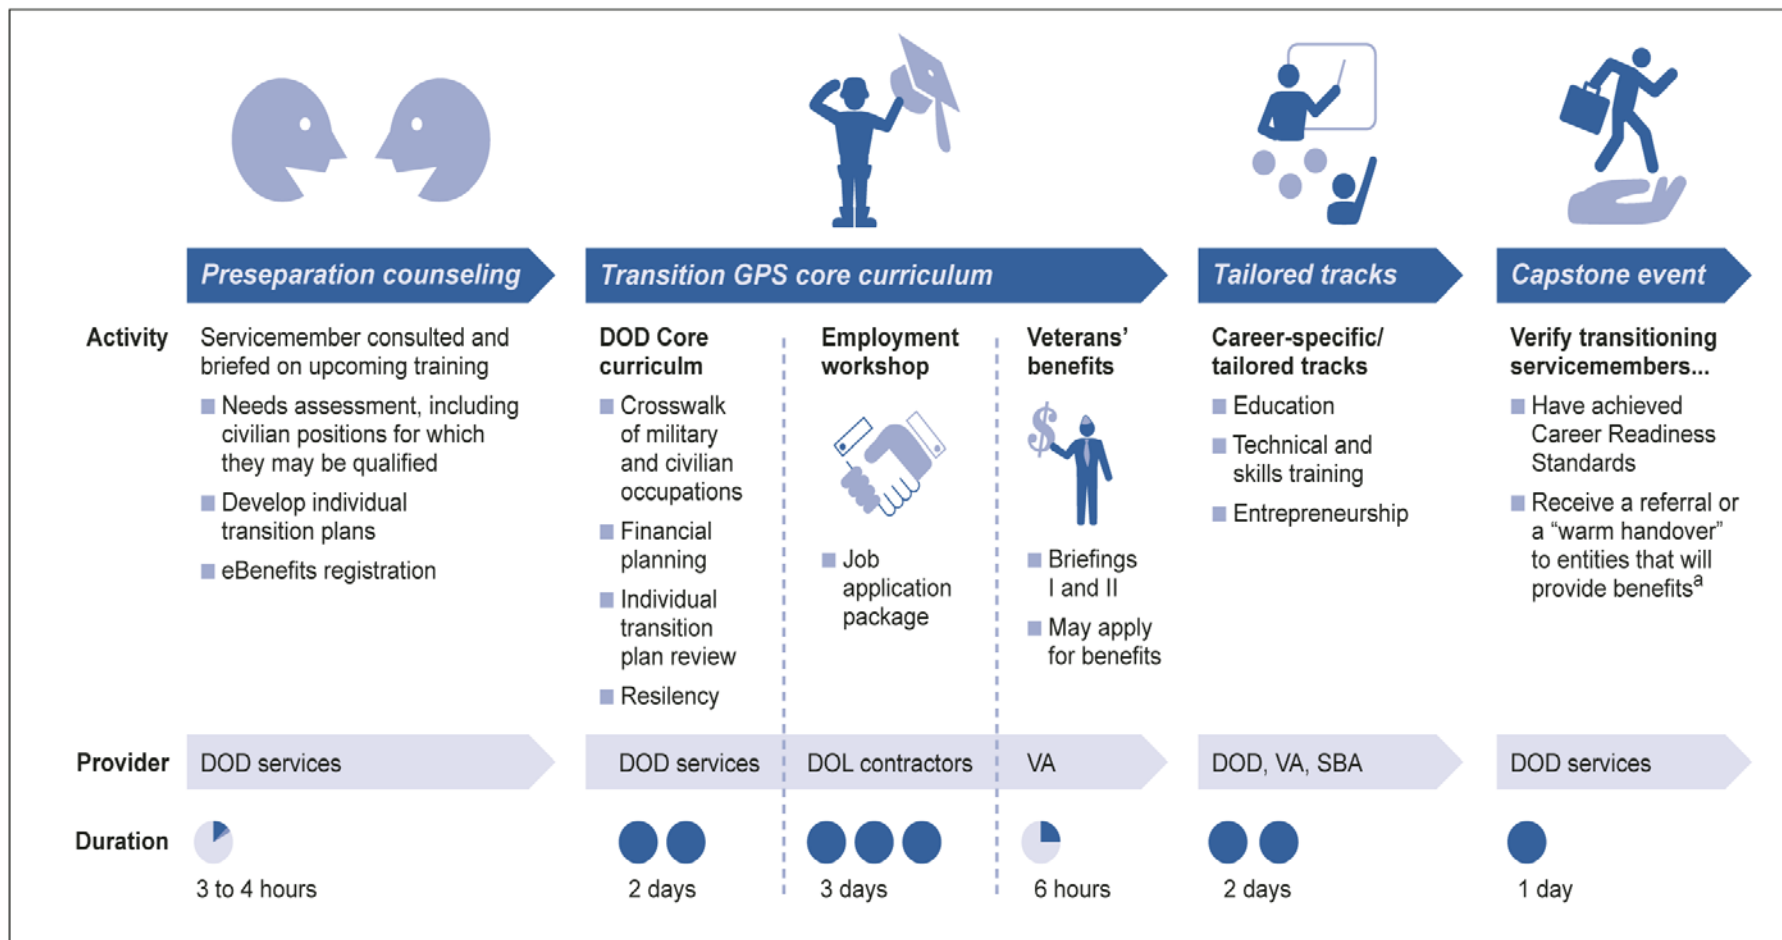 Preseparation counseling
Transition GPS core curriculum
Tailored tracks
Capstone event
Activity
Servicemember consulted and
briefed on upcoming training
Needs assessment, including
civilian positions for which
they may be qualified
Develop individual
transition plans
eBenefits registration
DOD Core
curriculm
Crosswalk
of military
and civilian
occupations
Financial
planning
Individual
transition
plan review
Resilency
Employment
workshop
Job
application
package
Veterans’
benefits
$
Briefings
I and II
May apply
for benefits
Career-specific/
tailored tracks
Education
Technical and
skills training
Entrepreneurship
Verify transitioning
servicemembers...
Have achieved
Career Readiness
Standards
Receive a referral or
a “warm handover”
to entities that will
provide benefitsa
Provider
DOD services
DOD services
DOL contractors
VA
DOD, VA, SBA
DOD services
Duration
3 to 4 hours
2 days
3 days
6 hours
2 days
1 day